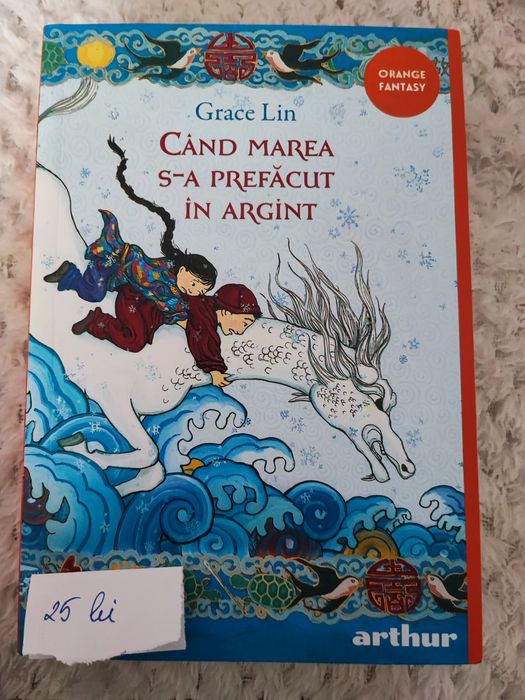 ORANGE
FANTASY
Grace Lin
CÂND MAREA
S-A PREFĂCUT
ÎN ARGINT
25 lei
arthur